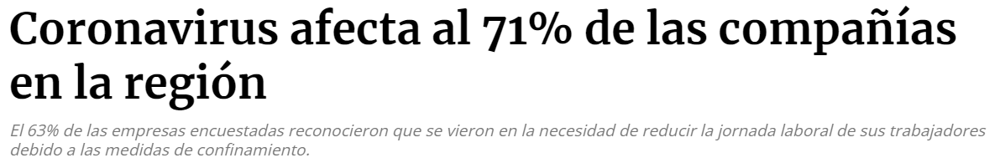 Coronavirus afecta al 71% de las compañías
en la región
El 63% de las empresas encuestadas reconocieron que se vieron en la necesidad de reducir la jornada laboral de sus trabajadores
debido a las medidas de confinamiento.